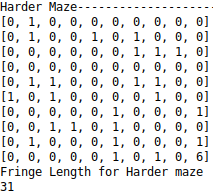 Harder Maze--------------------
[0, 1, 0, 0, 0, 0, 0, 0, 0, 0]
[0, 1, 0, 0, 1, 0, 1, 0, 0, 0]
[0, 0, 0, 0, 0, 0, 1, 1, 1, 0]
[0, 0, 0, 0, 0, 0, 0, 0, 0, 0]
[0, 1, 1, 0, 0, 0, 1, 1, 0, 0]
[1, 0, 1, 0, 0, 0, 0, 1, 0, 0]
[0, 0, 0, 0, 0, 1, 0, 0, 0, 1]
[0, 0, 1, 1, 0, 1, 0, 0, 0, 0]
[0, 1, 0, 0, 0, 1, 0, 0, 0, 1]
[0, 0, 0, 0, 0, 1, 0, 1, 0, 6]
Fringe Length for Harder maze
31